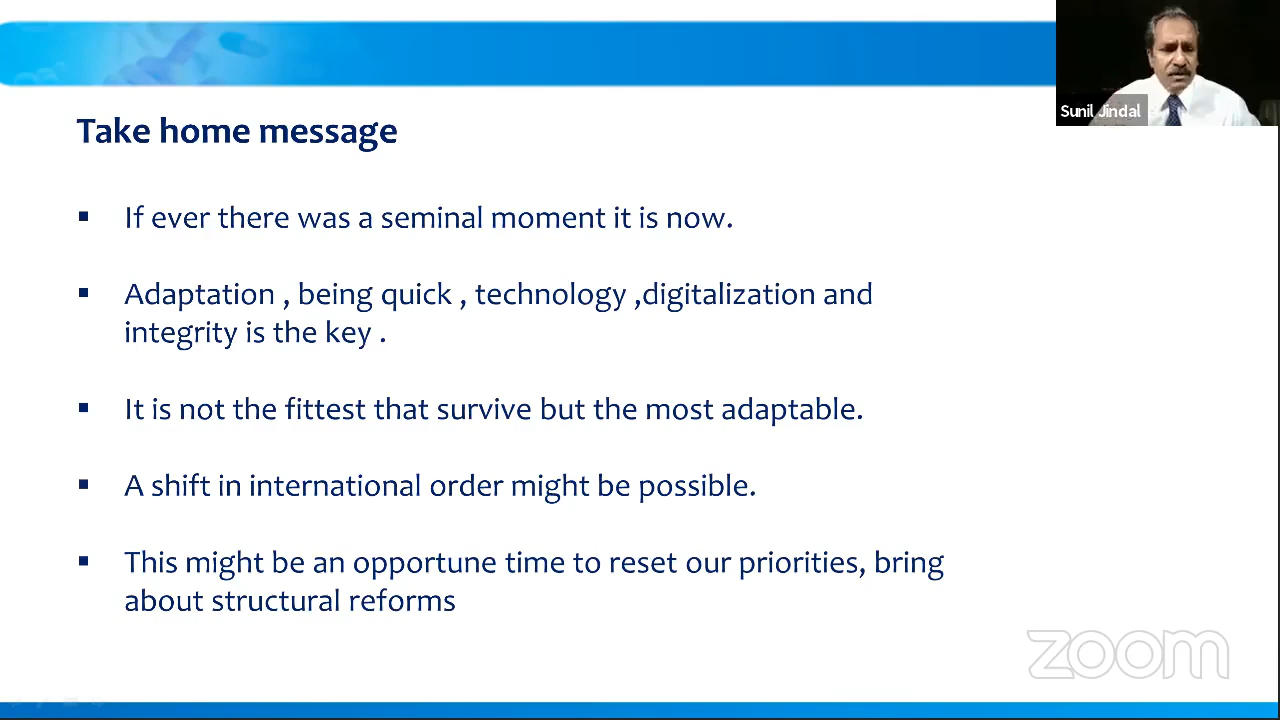 Sunil Jindal
Take home message
▪ If ever there was a seminal moment it is now.
▪ Adaptation , being quick , technology ,digitalization and
integrity is the key .
▪ It is not the fittest that survive but the most adaptable.
▪ A shift in international order might be possible.
▪ This might be an opportune time to reset our priorities, bring
about structural reforms
zoom